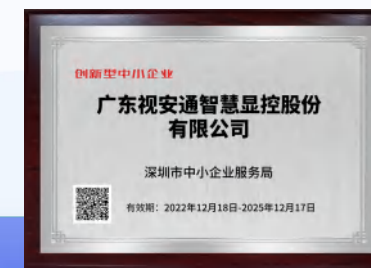 创新型中小企业
广东视安通智慧显控股份
有限公司
深圳市中小企业服务局
有效期：2022年12月18日-2025年12月17日